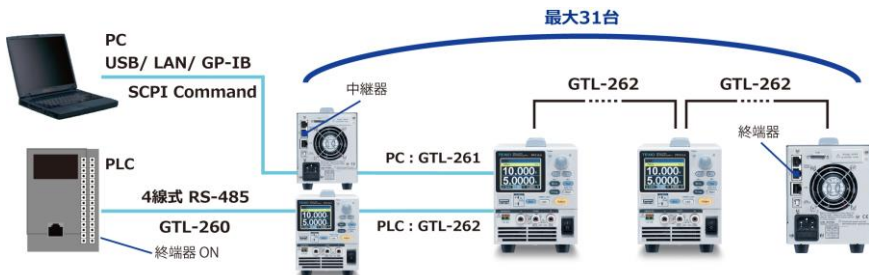 最大31台
PC
USB/ LAN/ GP-IB
SCPI Command
中継器
GTL-262
GTL-262
終端器
PLC
PC : GTL-261
4線式 RS-485
GTL-260
PLC : GTL-262
終端器 ON
10.000
5.0000
10.000
5.0000
10.000
5.0000